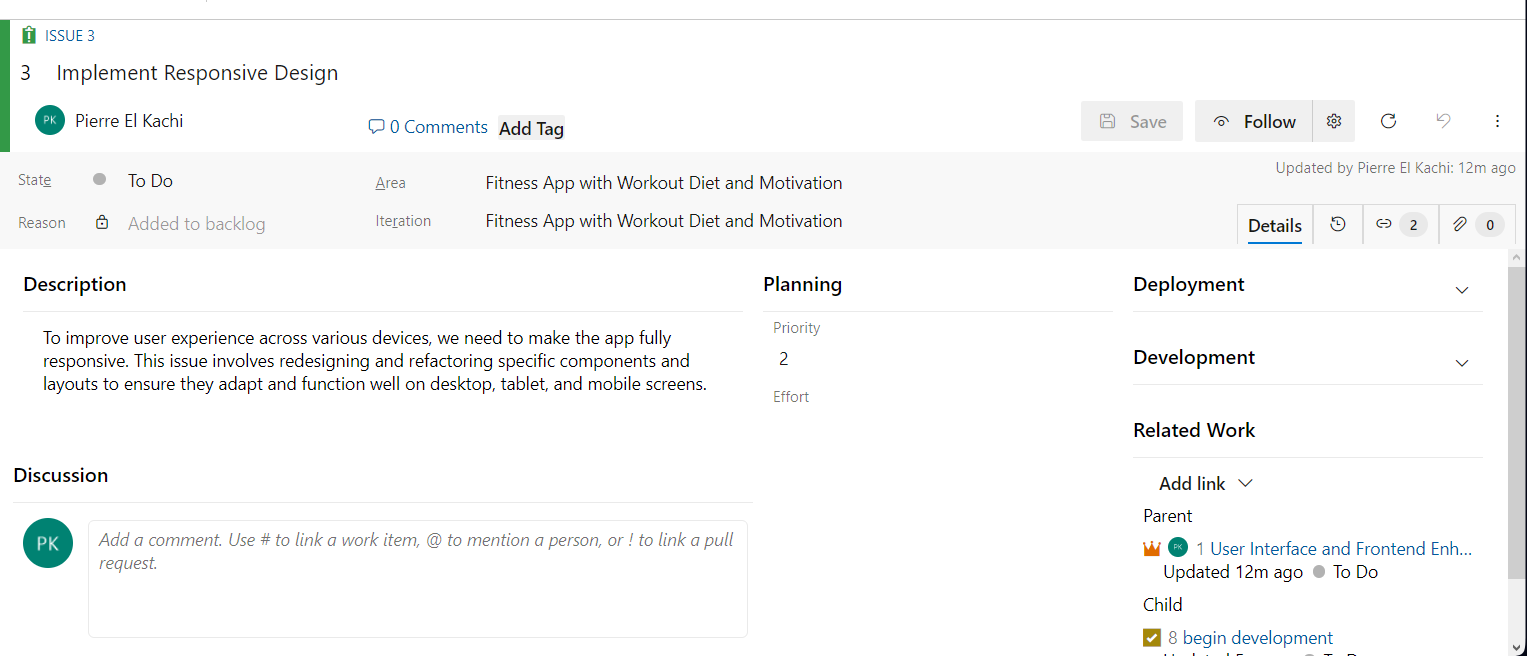 ISSUE 3
3 Implement Responsive Design
PK Pierre El Kachi
0 Comments Add Tag
Save Follow
Updated by Pierre El Kachi: 12m ago
State To Do
Area Fitness App with Workout Diet and Motivation
Reason Added to backlog
Iteration Fitness App with Workout Diet and Motivation
Details 2 0
Description
To improve user experience across various devices, we need to make the app fully
responsive. This issue involves redesigning and refactoring specific components and
layouts to ensure they adapt and function well on desktop, tablet, and mobile screens.
Discussion
PK
Add a comment. Use # to link a work item, @ to mention a person, or ! to link a pull
request.
Planning
Priority
2
Effort
Deployment
Development
Related Work
Add link
Parent
PK 1 User Interface and Frontend Enh...
Updated 12m ago To Do
Child
8 begin development